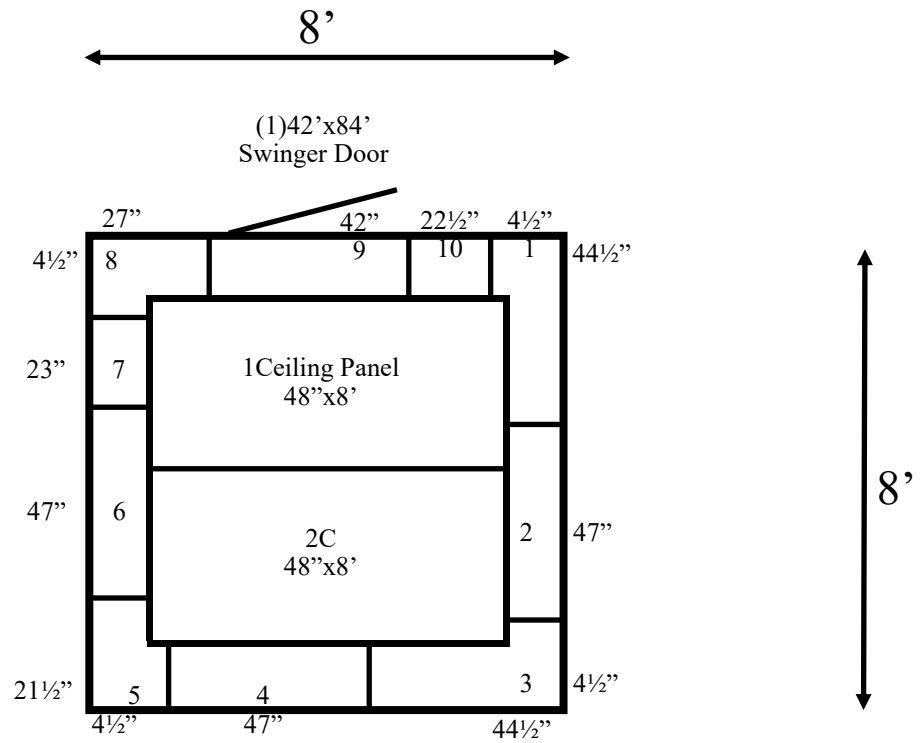 8’
(1)42’x84’
Swinger Door
27” 42” 22½” 4½”
4½” 8 9 10 1 44½”
23” 7 1Ceiling Panel
48”x8’
8’
47” 6 2C 2 47”
48”x8’
21½” 5 4 3 4½”
4½” 47” 44½”